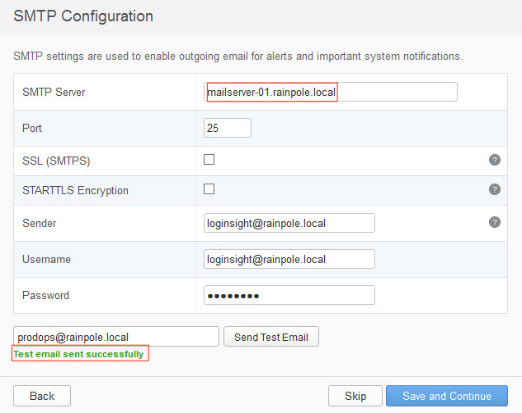 SMTP Configuration
SMTP settings are used to enable outgoing email for alerts and important system notifications.
SMTP Server mailserver-01.rainpole.local
Port 25
SSL (SMTPS) ?
STARTTLS Encryption ?
Sender loginsight@rainpole.local ?
Username loginsight@rainpole.local
Password ••••••••
prodops@rainpole.local Send Test Email
Test email sent successfully
Back Skip Save and Continue